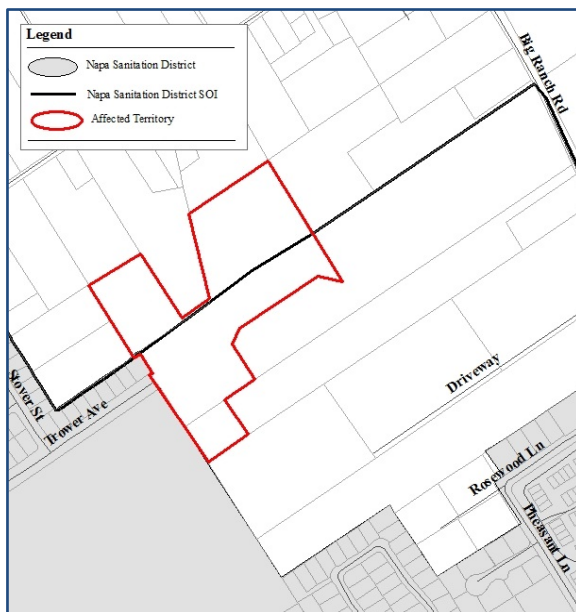 Legend
Napa Sanitation District
Napa Sanitation District SOI
Affected Territory
Big Ranch Rd
Stover St
Trower Ave
Driveway
Rosewood Ln
Pheasant Ln